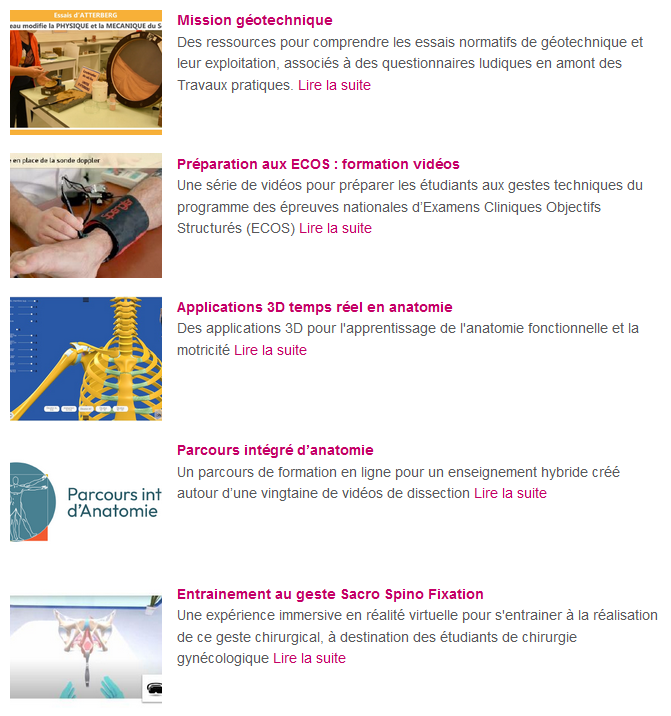 Essais d'ATTERBERG
eau modifie la PHYSIQUE et la MECANIQUE du S
Mission géotechnique
Des ressources pour comprendre les essais normatifs de géotechnique et
leur exploitation, associés à des questionnaires ludiques en amont des
Travaux pratiques. Lire la suite
e en place de la sonde doppler
Préparation aux ECOS : formation vidéos
Une série de vidéos pour préparer les étudiants aux gestes techniques du
programme des épreuves nationales d’Examens Cliniques Objectifs
Structurés (ECOS) Lire la suite
Applications 3D temps réel en anatomie
Des applications 3D pour l'apprentissage de l'anatomie fonctionnelle et la
motricité Lire la suite
Parcours intégré d’anatomie
Un parcours de formation en ligne pour un enseignement hybride créé
autour d’une vingtaine de vidéos de dissection Lire la suite
Parcours int
d’Anatomie
Entrainement au geste Sacro Spino Fixation
Une expérience immersive en réalité virtuelle pour s'entrainer à la réalisation
de ce geste chirurgical, à destination des étudiants de chirurgie
gynécologique Lire la suite